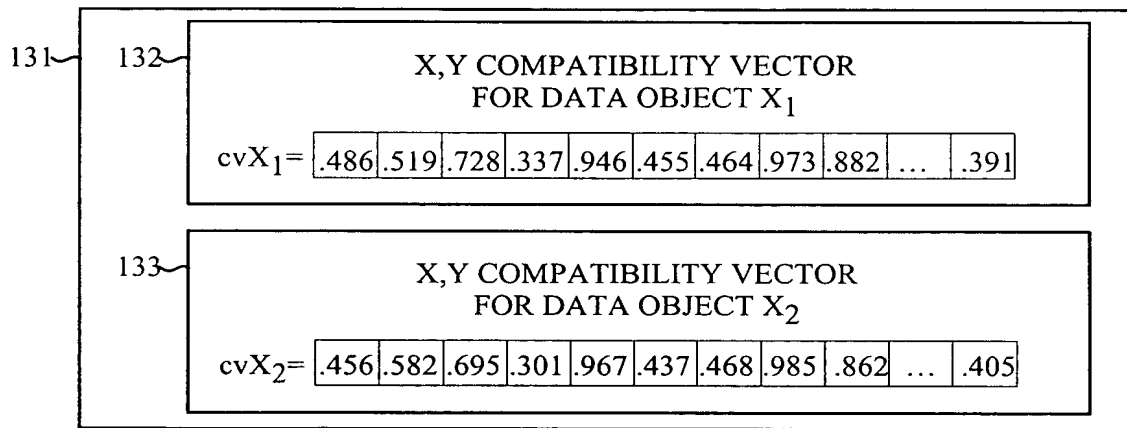 131
132
X,Y COMPATIBILITY VECTOR
FOR DATA OBJECT X1
cvX1= .486 .519 .728 .337 .946 .455 .464 .973 .882 ... .391
133
X,Y COMPATIBILITY VECTOR
FOR DATA OBJECT X2
cvX2= .456 .582 .695 .301 .967 .437 .468 .985 .862 ... .405